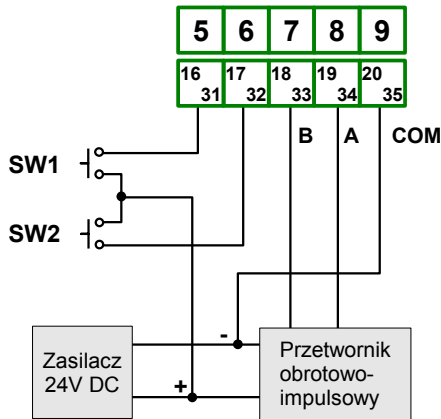 5 6 7 8 9
16 17 18 19 20
31 32 33 34 35
B A COM
SW1
SW2
-
+
Zasilacz
24V DC
Przetwornik
obrotowo-
impulsowy